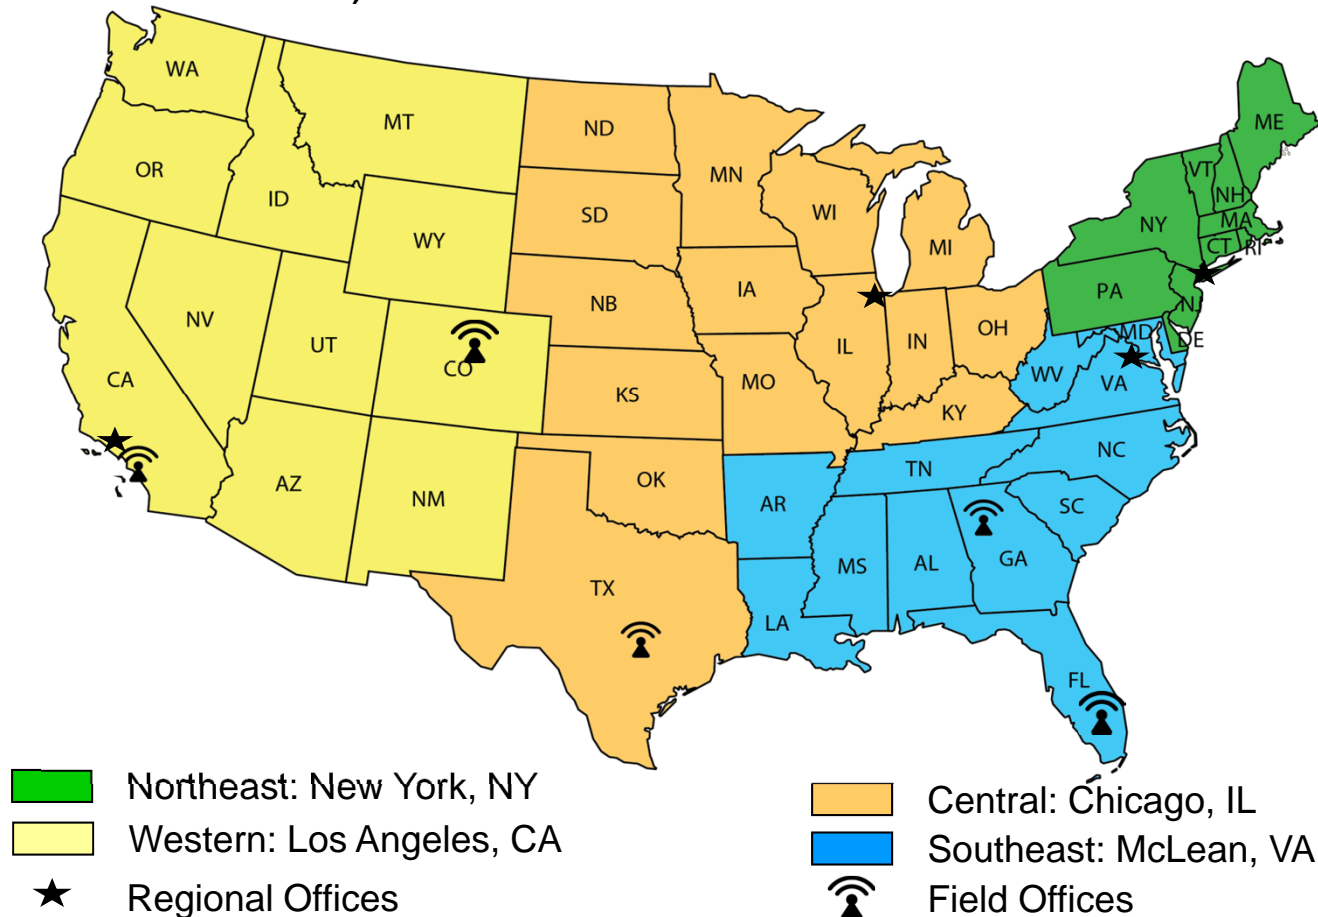 WA
MT
ND
ME
OR
MN
VT
ID
NH
SD
WI
NY
MA
WY
MI
CT
RI
NB
IA
PA
NV
NJ
UT
IL
IN
OH
MD
DE
CO
CA
MO
WV
VA
KS
KY
AZ
NM
OK
TN
NC
AR
SC
MS
AL
GA
TX
LA
FL
Northeast: New York, NY
Central: Chicago, IL
Western: Los Angeles, CA
Southeast: McLean, VA
Regional Offices
Field Offices